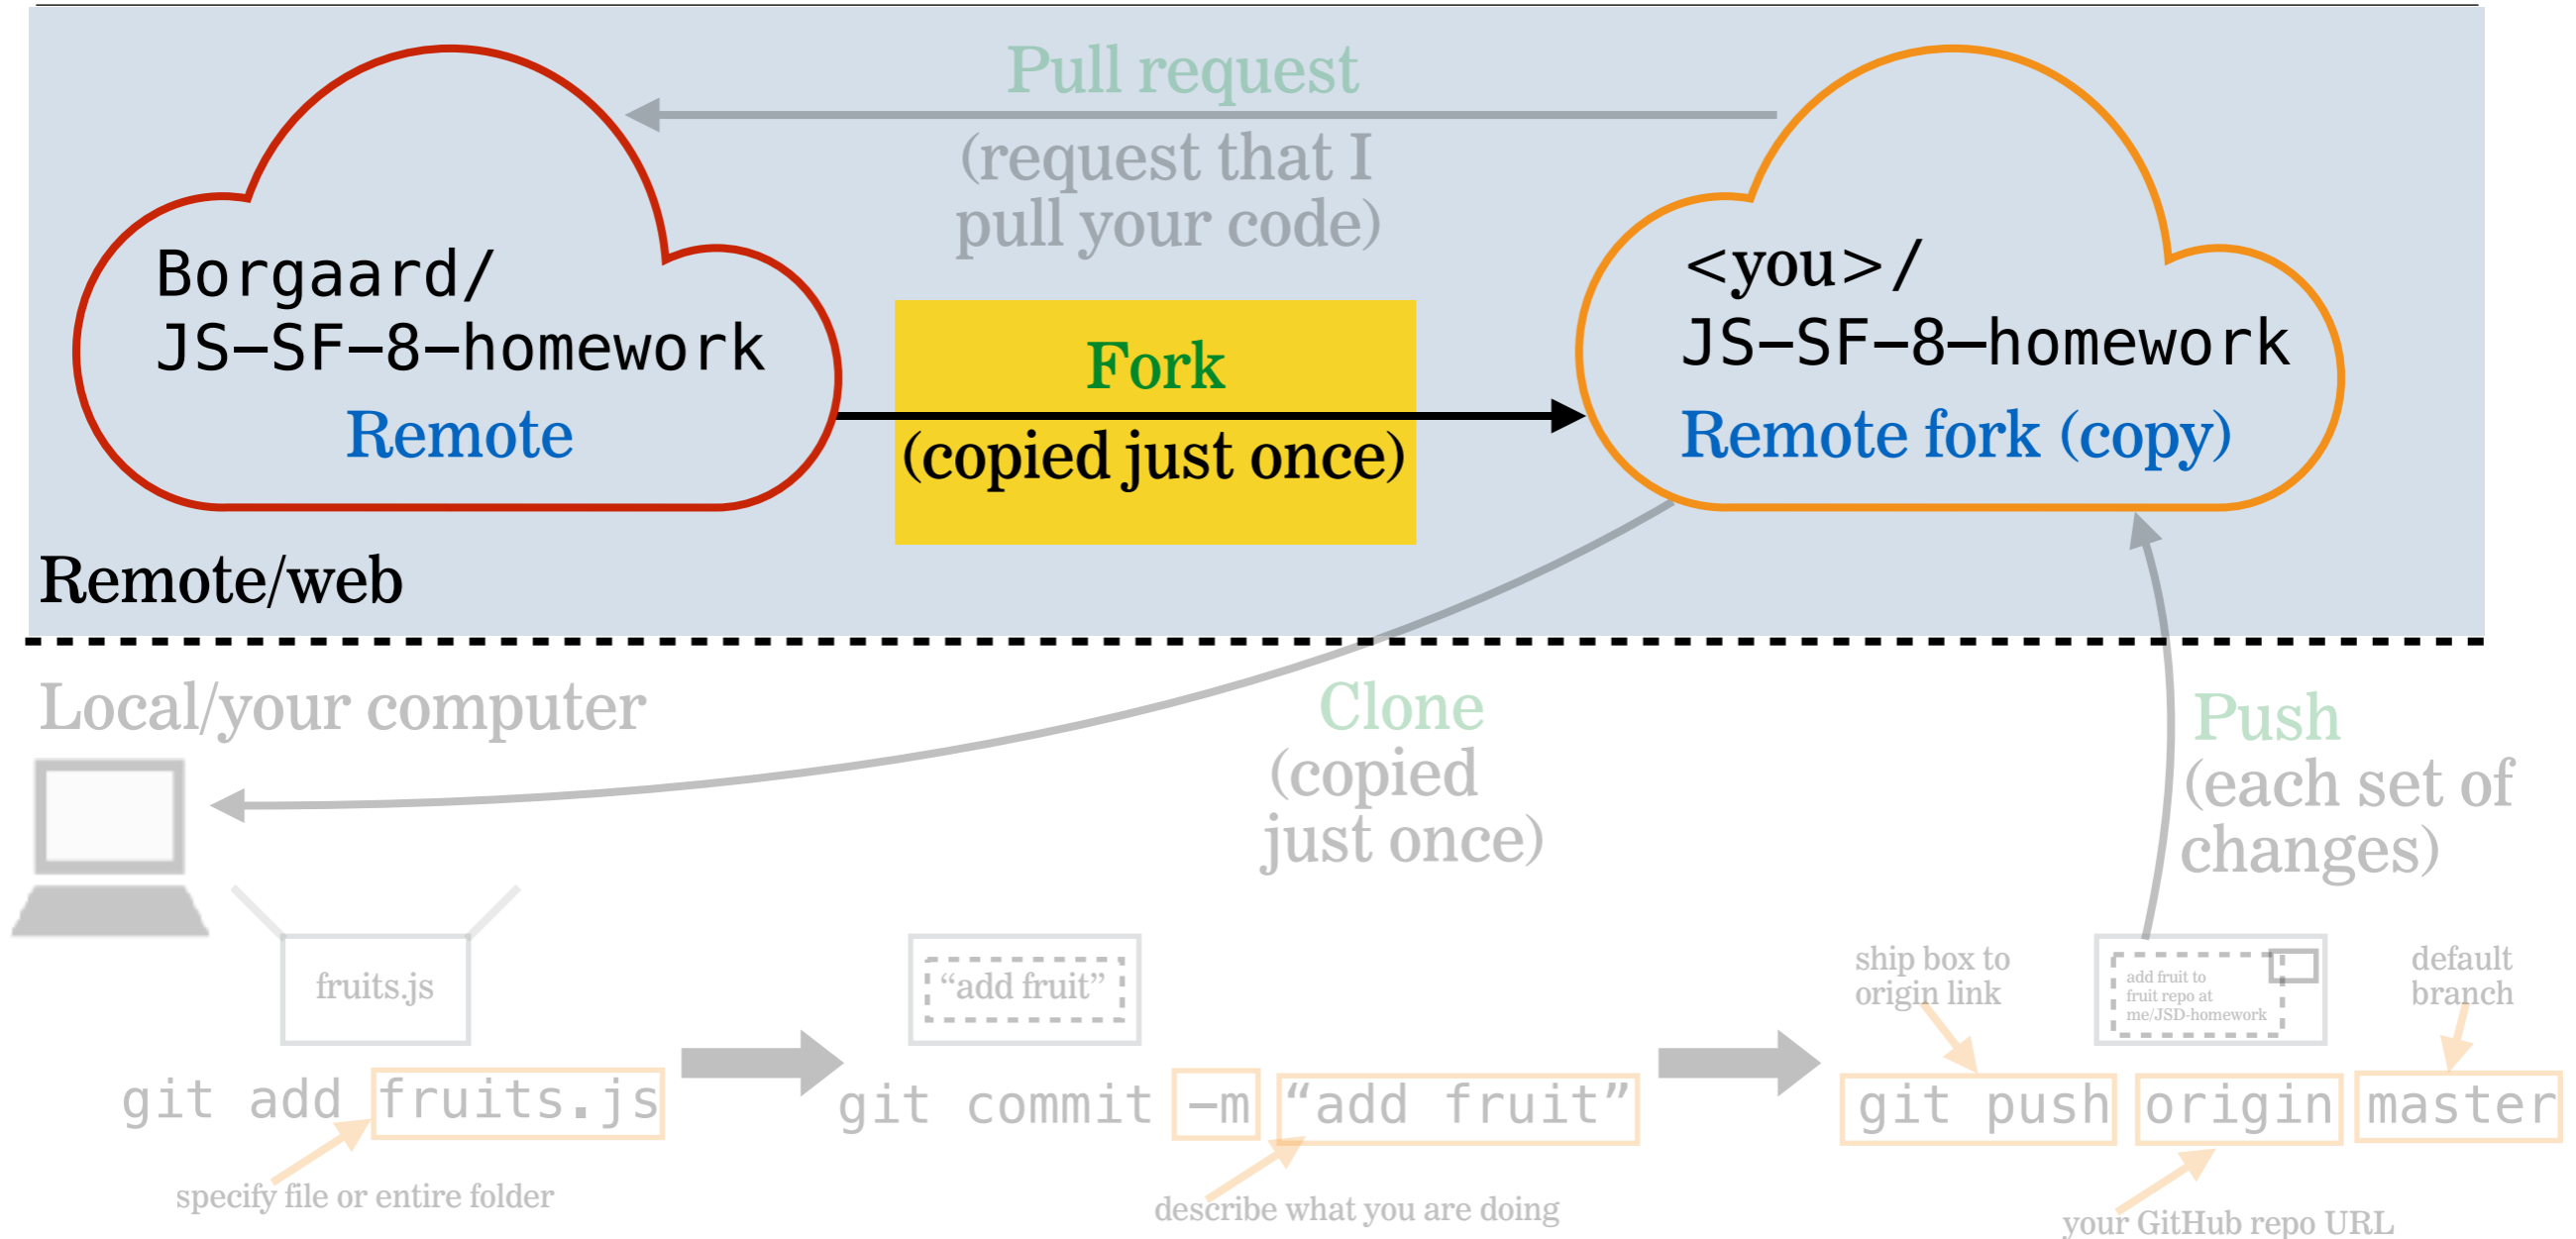 Pull request
(request that I
pull your code)
Borgaard/
JS–SF–8–homework
Remote
Fork
(copied just once)
<you>/
JS–SF–8–homework
Remote fork (copy)
Remote/web
Local/your computer
Clone
(copied
just once)
Push
(each set of
changes)
fruits.js
“add fruit”
ship box to
origin link
add fruit to
fruit repo at
me/JSD-homework
default
branch
git add fruits.js
git commit –m “add fruit”
git push origin master
specify file or entire folder
describe what you are doing
your GitHub repo URL